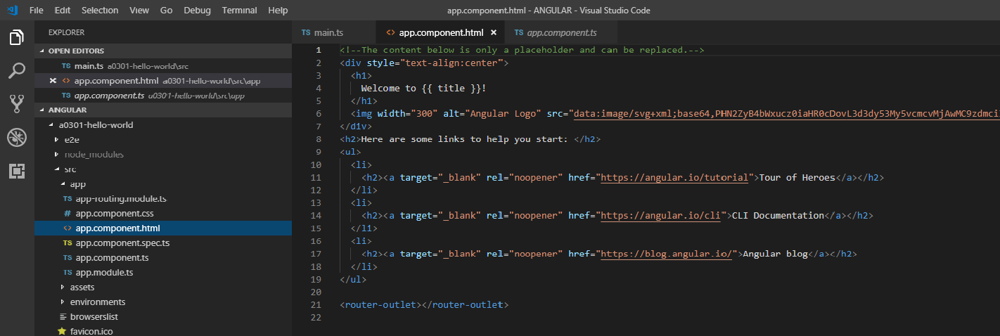 File Edit Selection View Go Debug Terminal Help app.component.html - ANGULAR - Visual Studio Code
EXPLORER
OPEN EDITORS
TS main.ts a0301-hello-world\src
<> app.component.html a0301-hello-world\src\app
TS app.component.ts a0301-hello-world\src\app
ANGULAR
a0301-hello-world
e2e
node_modules
src
app
TS app-routing.module.ts
# app.component.css
<> app.component.html
TS app.component.spec.ts
TS app.component.ts
TS app.module.ts
assets
environments
browserslist
favicon.ico
TS main.ts <> app.component.html TS app.component.ts
1 <!--The content below is only a placeholder and can be replaced.-->
2 <div style="text-align:center">
3 <h1>
4 Welcome to {{ title }}!
5 </h1>
6 <img width="300" alt="Angular Logo" src="data:image/svg+xml;base64,PHN2ZyB4bWxucz0iaHR0cDovL3d3dy53My5vcmcvMjAwMC9zdmci
7 </div>
8 <h2>Here are some links to help you start: </h2>
9 <ul>
10 <li>
11 <h2><a target="_blank" rel="noopener" href="https://angular.io/tutorial">Tour of Heroes</a></h2>
12 </li>
13 <li>
14 <h2><a target="_blank" rel="noopener" href="https://angular.io/cli">CLI Documentation</a></h2>
15 </li>
16 <li>
17 <h2><a target="_blank" rel="noopener" href="https://blog.angular.io/">Angular blog</a></h2>
18 </li>
19 </ul>
20
21 <router-outlet></router-outlet>
22